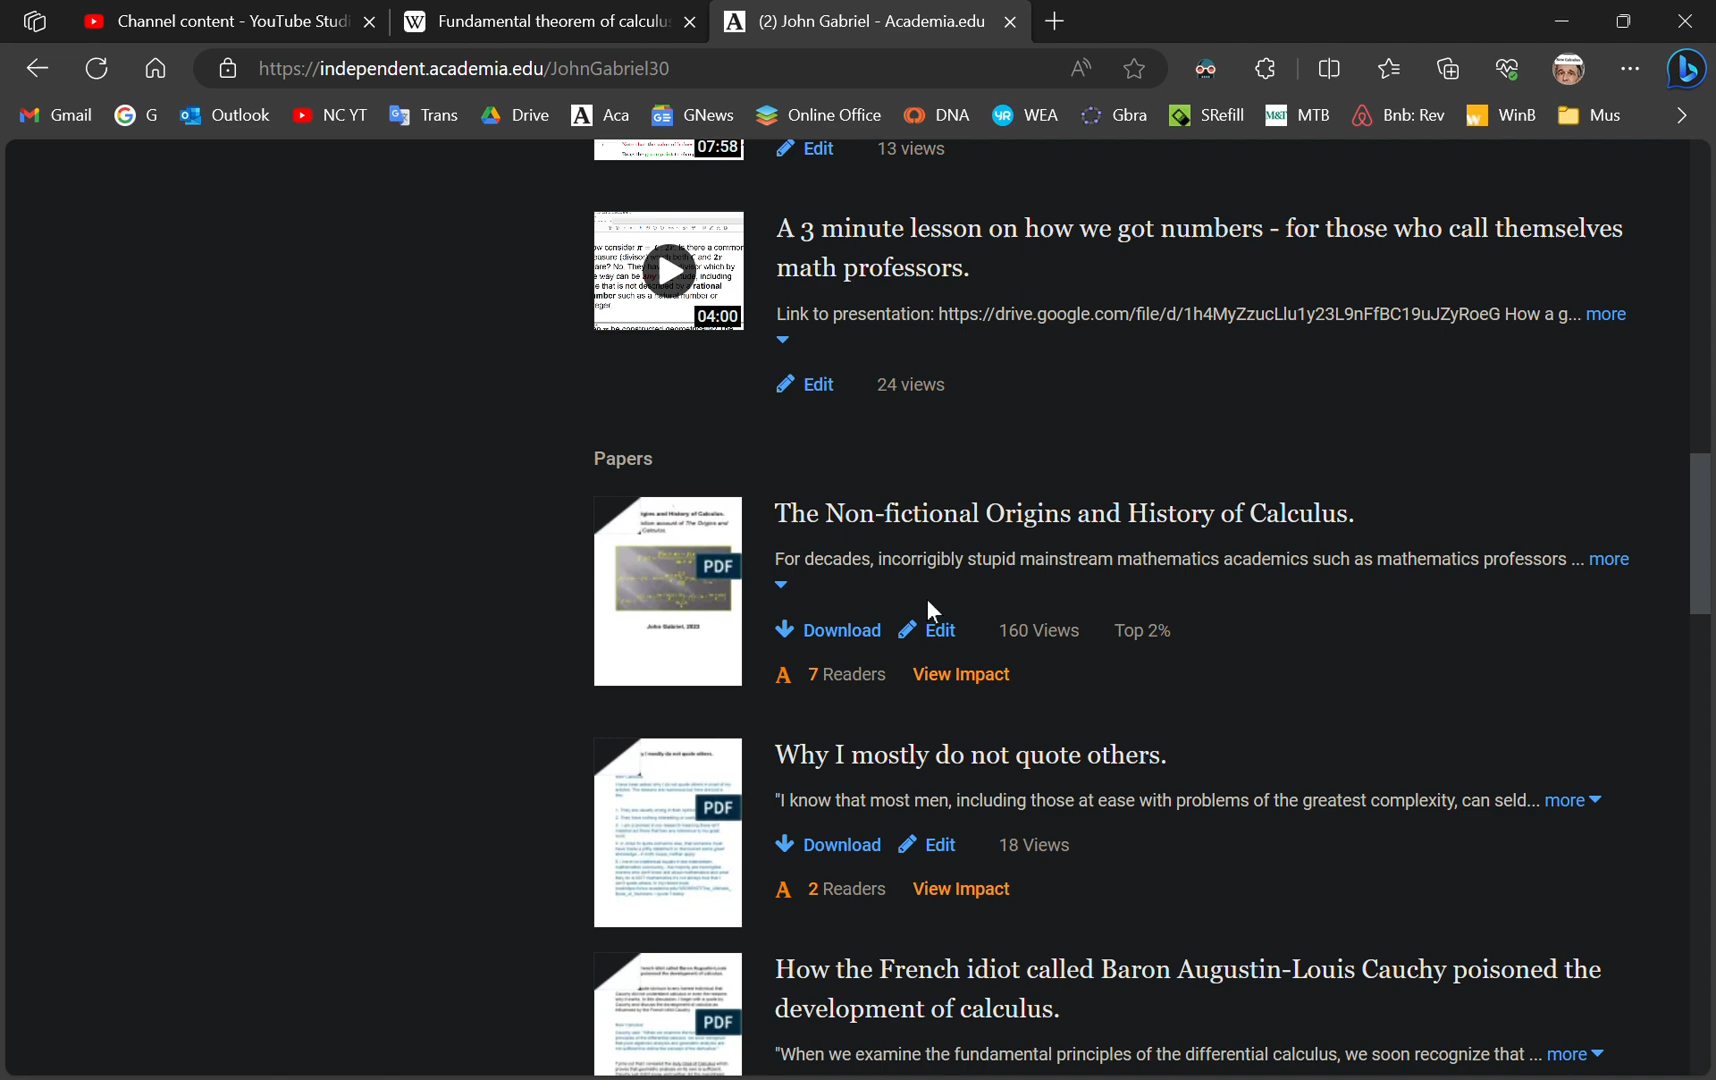 Channel content - YouTube Studi
Fundamental theorem of calculu
(2) John Gabriel - Academia.edu
https://independent.academia.edu/JohnGabriel30
Gmail G Outlook NC YT Trans Drive Aca GNews Online Office DNA WEA Gbra SRefill MTB Bnb: Rev WinB Mus
07:58 Edit 13 views
A 3 minute lesson on how we got numbers - for those who call themselves
math professors.
04:00
Link to presentation: https://drive.google.com/file/d/1h4MyZzucLlu1y23L9nFfBC19uJZyRoeG How a g... more
Edit 24 views
Papers
The Non-fictional Origins and History of Calculus.
PDF
John Gabriel, 2023
For decades, incorrigibly stupid mainstream mathematics academics such as mathematics professors ... more
Download Edit 160 Views Top 2%
7 Readers View Impact
Why I mostly do not quote others.
PDF
"I know that most men, including those at ease with problems of the greatest complexity, can seld... more
Download Edit 18 Views
2 Readers View Impact
How the French idiot called Baron Augustin-Louis Cauchy poisoned the
development of calculus.
PDF
"When we examine the fundamental principles of the differential calculus, we soon recognize that ... more